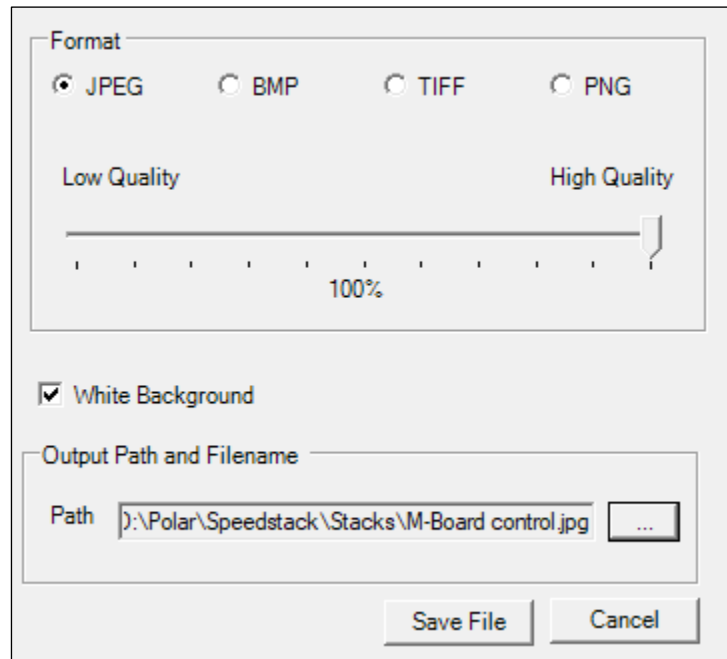 Format
JPEG BMP TIFF PNG
Low Quality High Quality
100%
White Background
Output Path and Filename
Path ):\Polar\Speedstack\Stacks\M-Board control.jpg ...
Save File Cancel